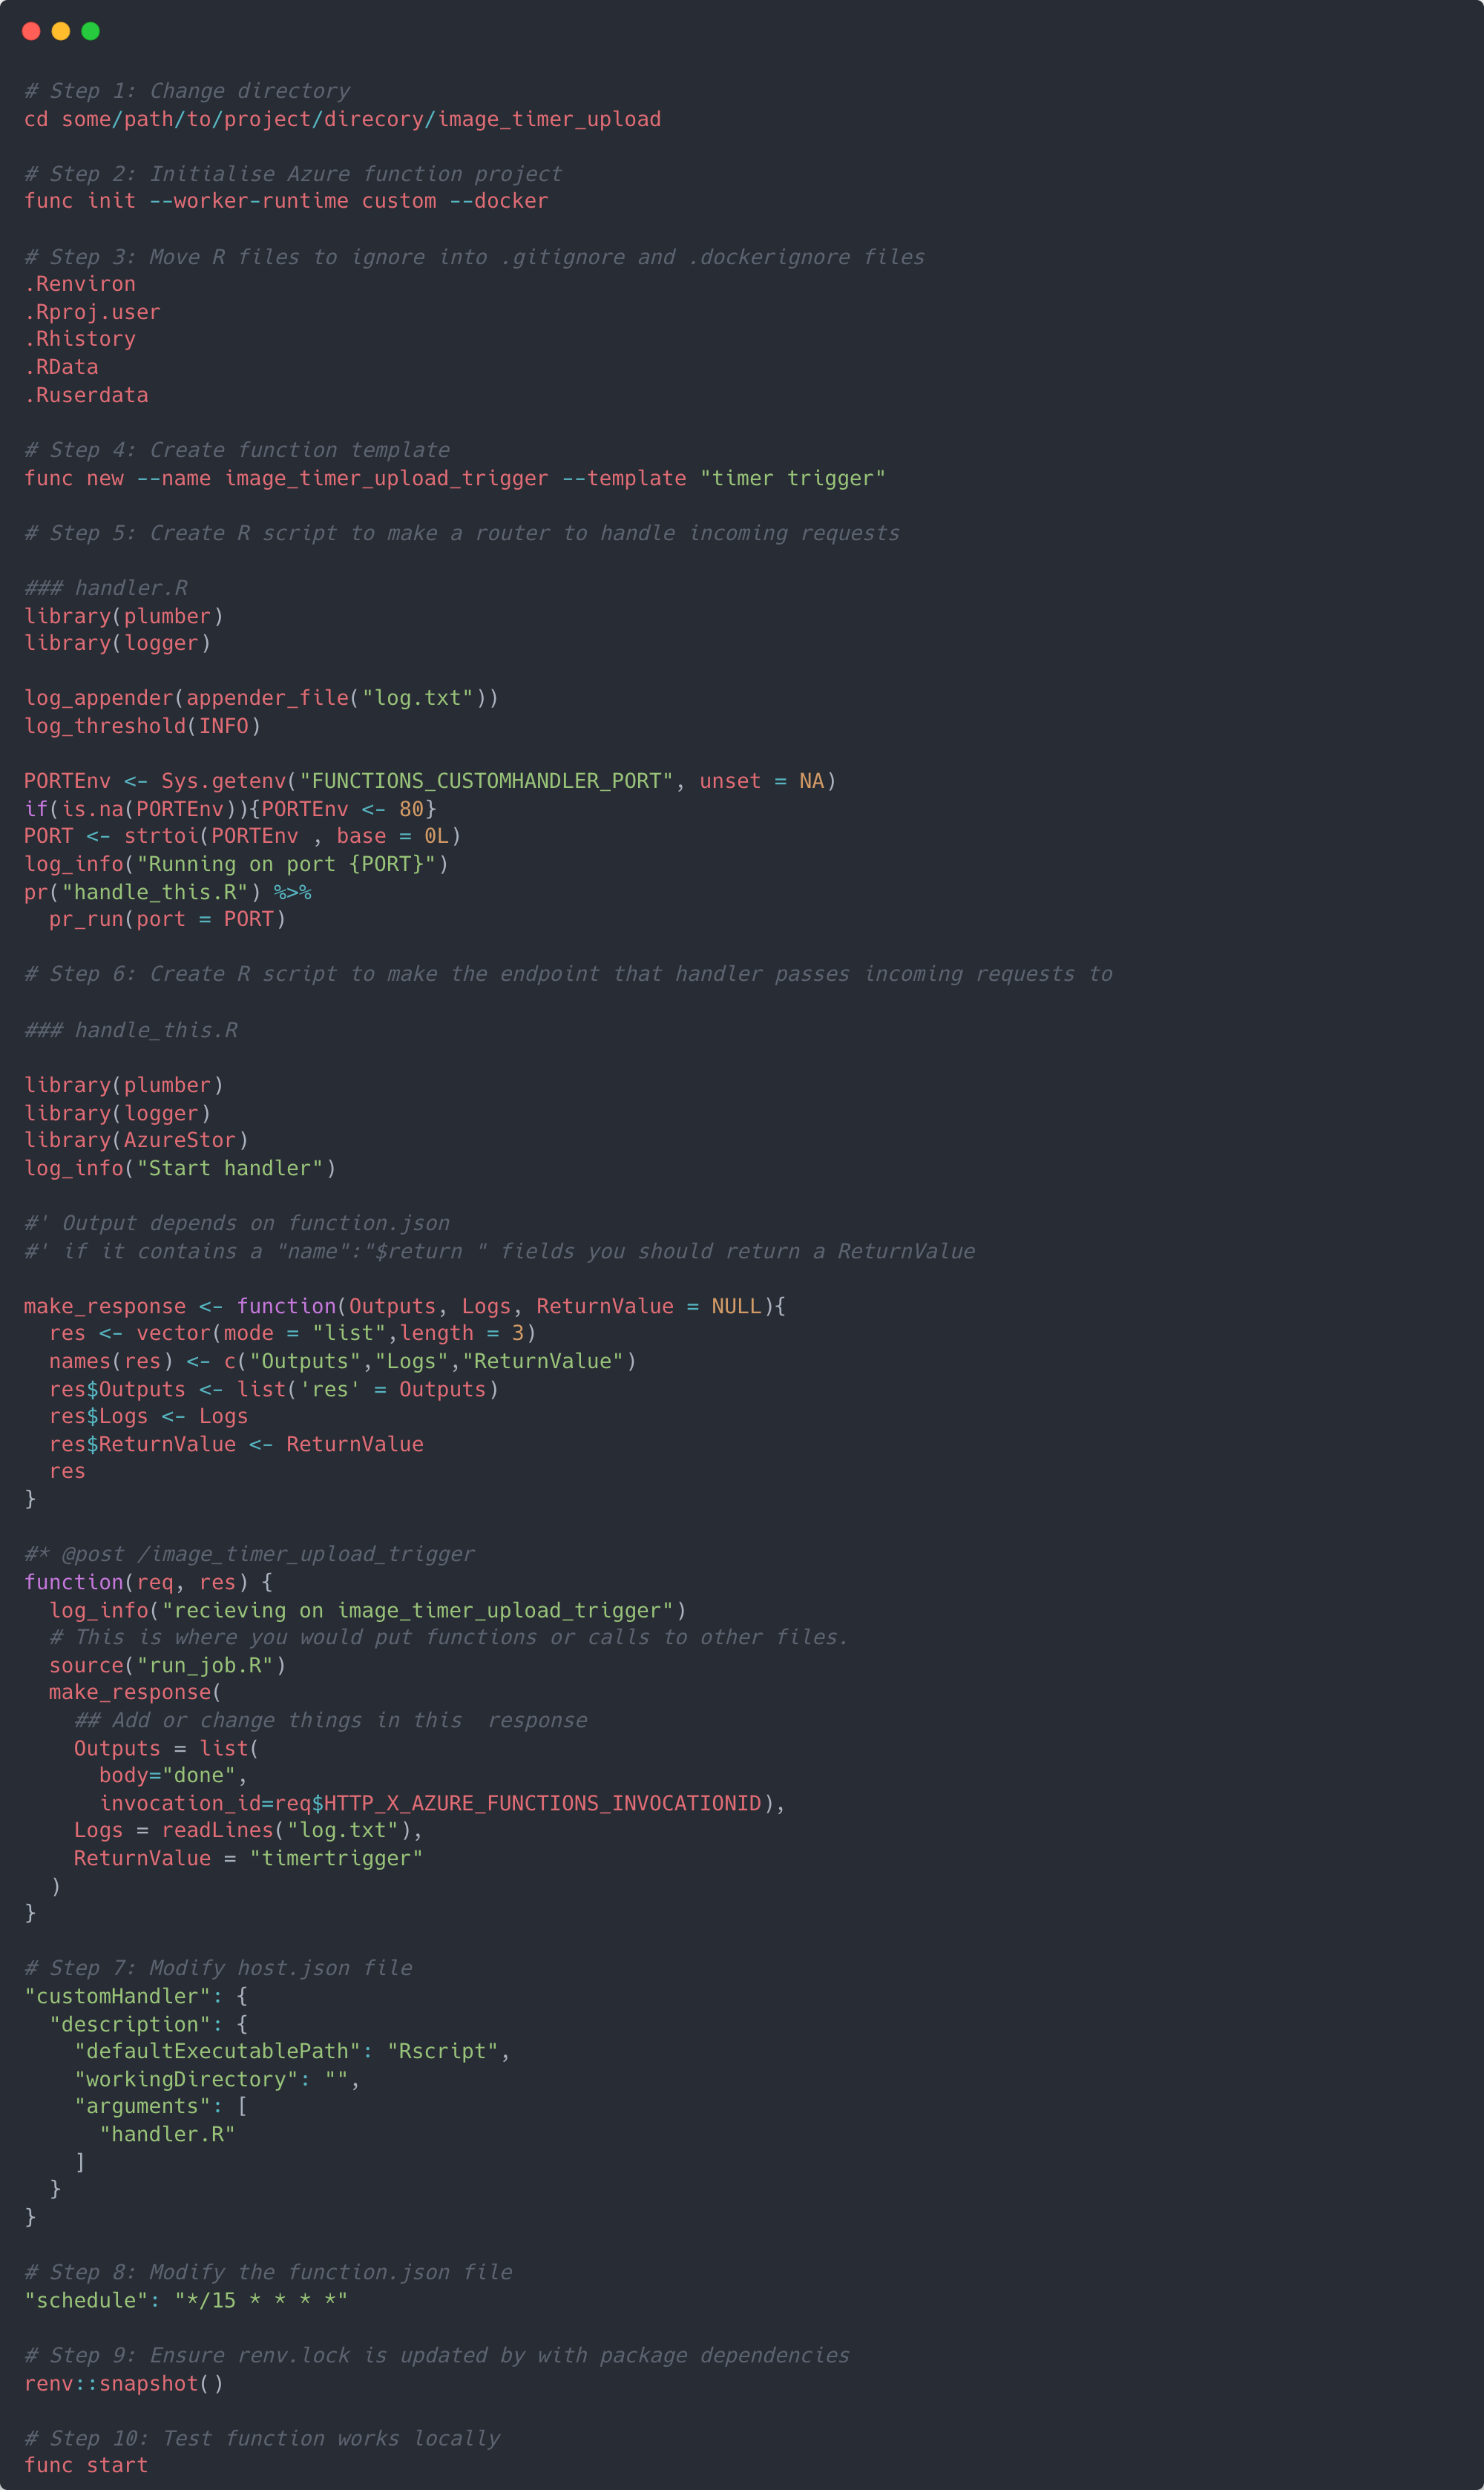 # Step 1: Change directory
cd some/path/to/project/direcory/image_timer_upload
# Step 2: Initialise Azure function project
func init --worker-runtime custom --docker
# Step 3: Move R files to ignore into .gitignore and .dockerignore files
.Renviron
.Rproj.user
.Rhistory
.RData
.Ruserdata
# Step 4: Create function template
func new --name image_timer_upload_trigger --template "timer trigger"
# Step 5: Create R script to make a router to handle incoming requests
### handler.R
library(plumber)
library(logger)
log_appender(appender_file("log.txt"))
log_threshold(INFO)
PORTEnv <- Sys.getenv("FUNCTIONS_CUSTOMHANDLER_PORT", unset = NA)
if(is.na(PORTEnv)){PORTEnv <- 80}
PORT <- strtoi(PORTEnv , base = 0L)
log_info("Running on port {PORT}")
pr("handle_this.R") %>%
  pr_run(port = PORT)
# Step 6: Create R script to make the endpoint that handler passes incoming requests to
### handle_this.R
library(plumber)
library(logger)
library(AzureStor)
log_info("Start handler")
#' Output depends on function.json
#' if it contains a "name":"$return " fields you should return a ReturnValue
make_response <- function(Outputs, Logs, ReturnValue = NULL){
  res <- vector(mode = "list",length = 3)
  names(res) <- c("Outputs","Logs","ReturnValue")
  res$Outputs <- list('res' = Outputs)
  res$Logs <- Logs
  res$ReturnValue <- ReturnValue
  res
}
#* @post /image_timer_upload_trigger
function(req, res) {
  log_info("recieving on image_timer_upload_trigger")
  # This is where you would put functions or calls to other files.
  source("run_job.R")
  make_response(
    ## Add or change things in this  response
    Outputs = list(
      body="done",
      invocation_id=req$HTTP_X_AZURE_FUNCTIONS_INVOCATIONID),
    Logs = readLines("log.txt"),
    ReturnValue = "timertrigger"
  )
}
# Step 7: Modify host.json file
"customHandler": {
  "description": {
    "defaultExecutablePath": "Rscript",
    "workingDirectory": "",
    "arguments": [
      "handler.R"
    ]
  }
}
# Step 8: Modify the function.json file
"schedule": "*/15 * * * *"
# Step 9: Ensure renv.lock is updated by with package dependencies
renv::snapshot()
# Step 10: Test function works locally
func start